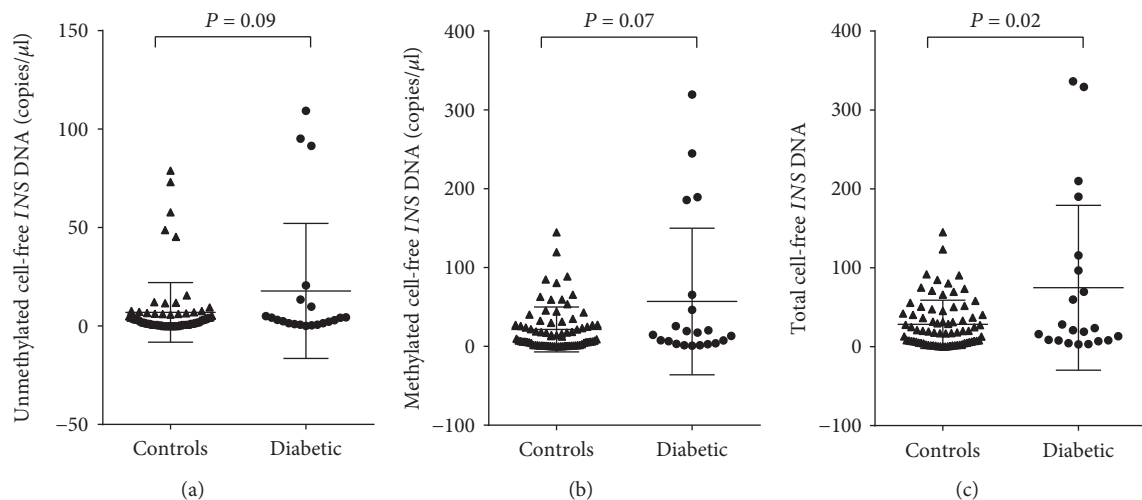 P = 0.09
Unmethylated cell-free INS DNA (copies/μl)
150
100
50
0
−50
Controls
Diabetic
(a)
P = 0.07
Methylated cell-free INS DNA (copies/μl)
400
300
200
100
0
−100
Controls
Diabetic
(b)
P = 0.02
Total cell-free INS DNA
400
300
200
100
0
−100
Controls
Diabetic
(c)